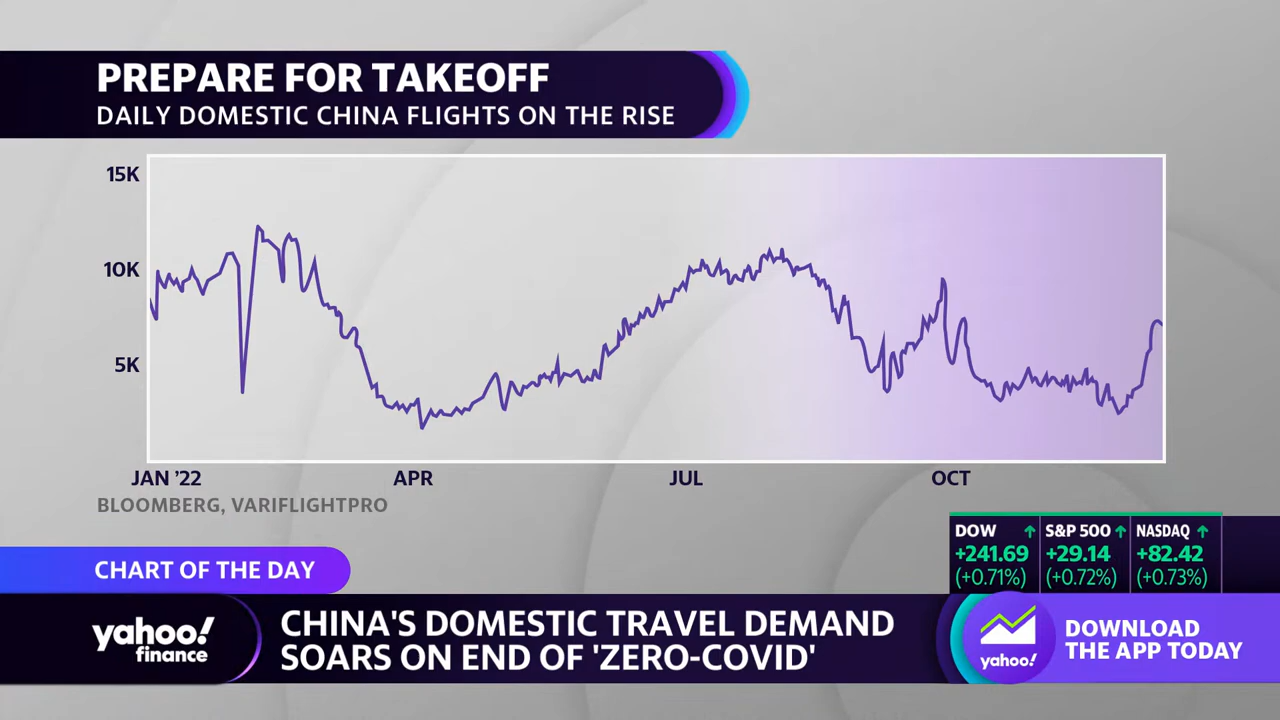 PREPARE FOR TAKEOFF
DAILY DOMESTIC CHINA FLIGHTS ON THE RISE
15K
10K
5K
JAN '22
APR
JUL
OCT
BLOOMBERG, VARIFLIGHTPRO
DOW
+241.69
(+0.71%)
S&P 500
+29.14
(+0.72%)
NASDAQ
+82.42
(+0.73%)
CHART OF THE DAY
yahoo!
finance
CHINA'S DOMESTIC TRAVEL DEMAND
SOARS ON END OF 'ZERO-COVID'
yahoo!
DOWNLOAD
THE APP TODAY